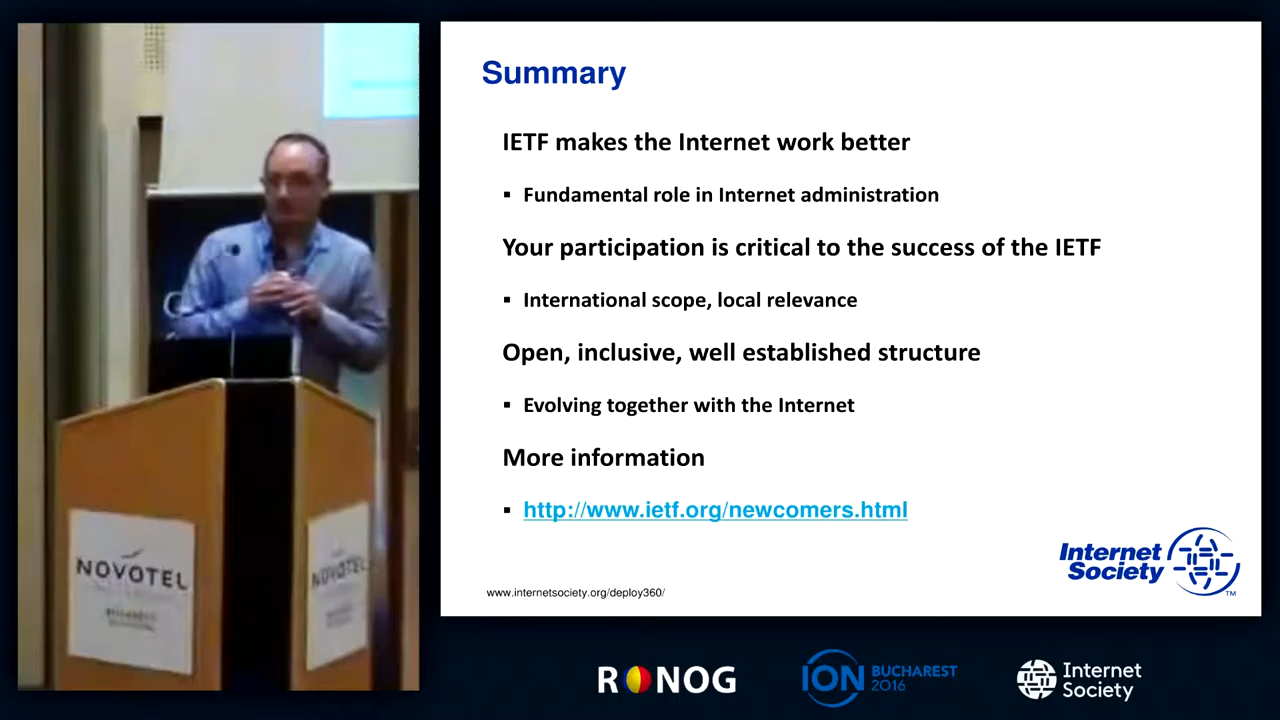 Summary
IETF makes the Internet work better
▪ Fundamental role in Internet administration
Your participation is critical to the success of the IETF
▪ International scope, local relevance
Open, inclusive, well established structure
▪ Evolving together with the Internet
More information
▪ http://www.ietf.org/newcomers.html
Internet
Society
TM
www.internetsociety.org/deploy360/
NOVOTEL
NOVOTEL
RONOG
ION BUCHAREST
2016
Internet
Society